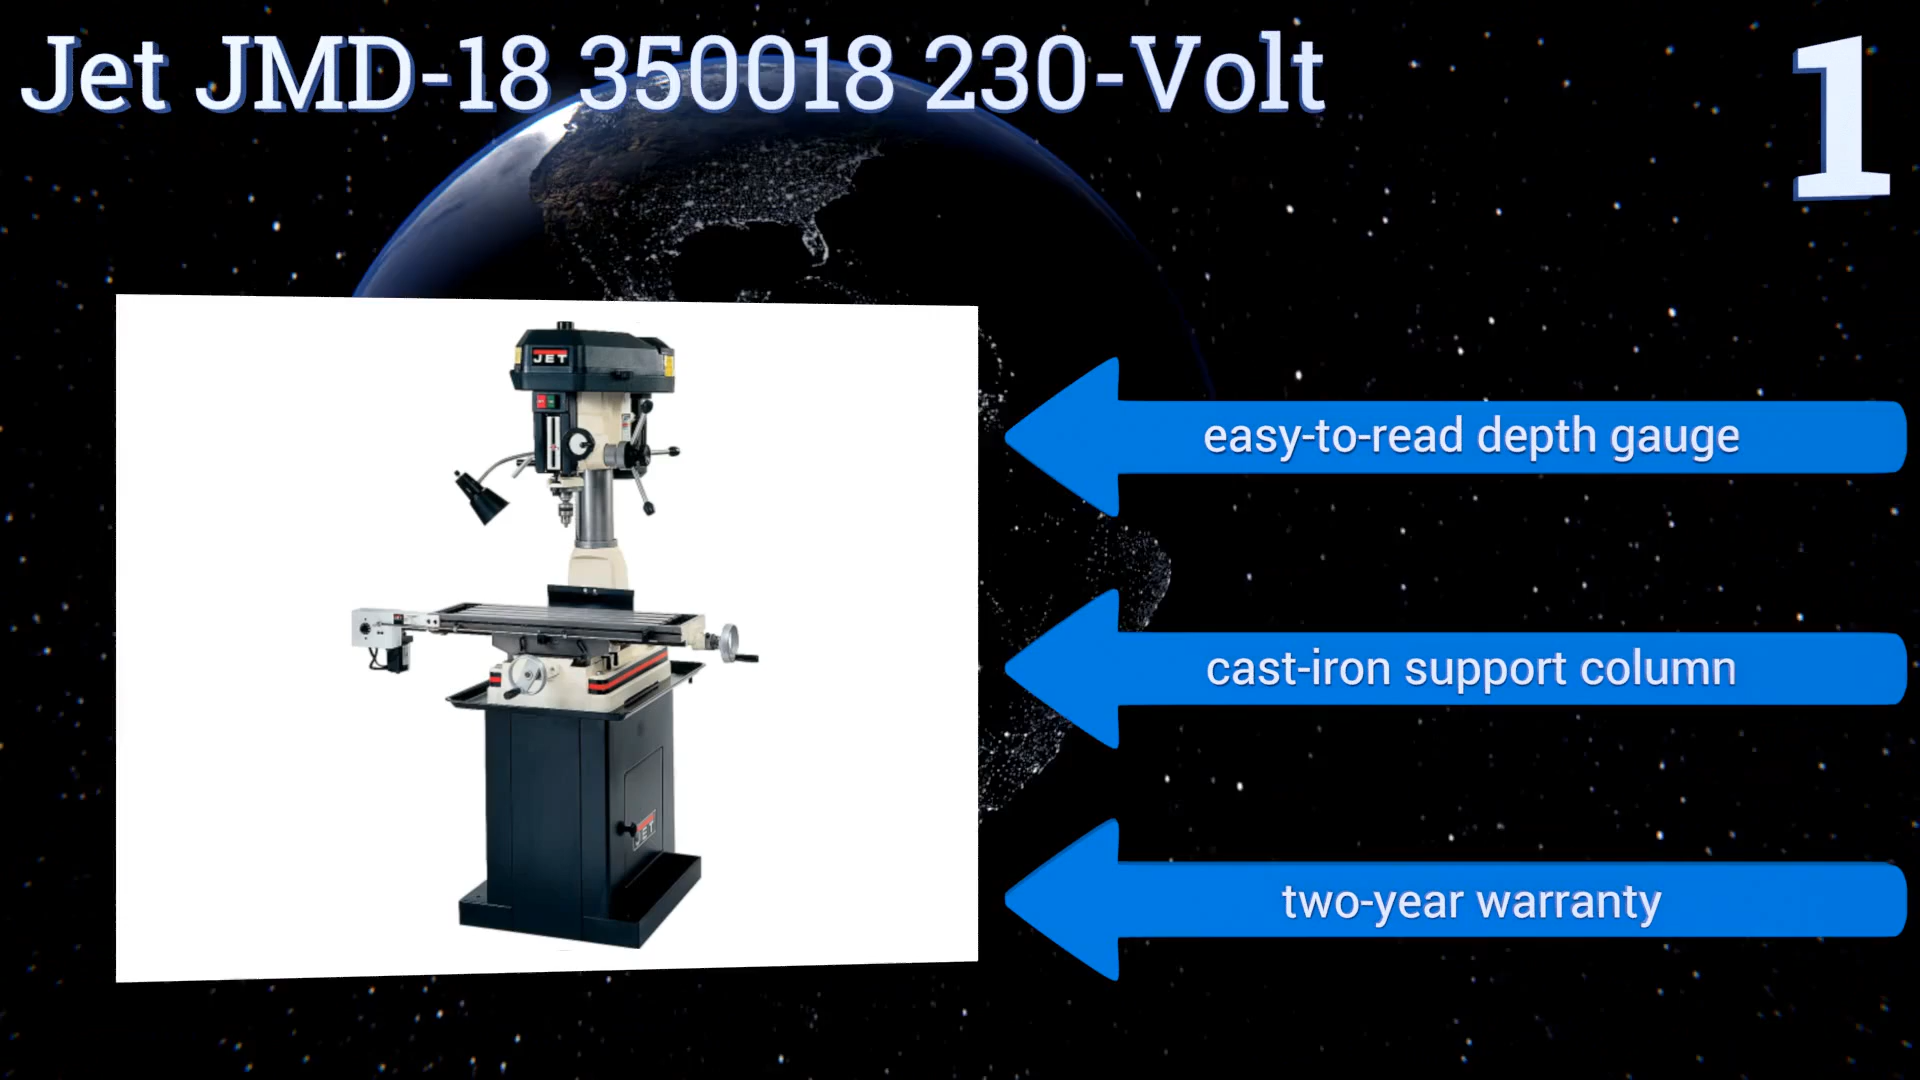 Jet JMD-18 350018 230-Volt
1
JET
easy-to-read depth gauge
cast-iron support column
two-year warranty
JET